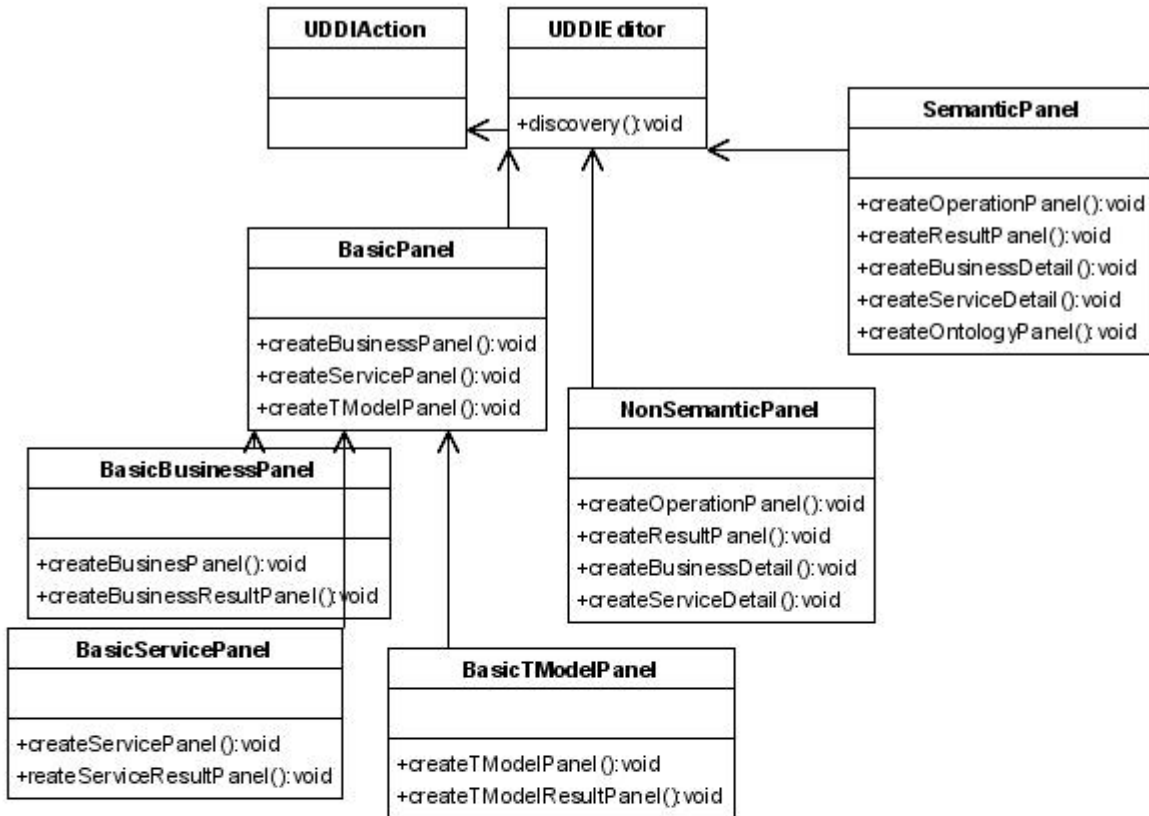 UDDIAction
UDDIEditor
+discovery():void
SemanticPanel
+createOperationPanel():void
+createResultPanel():void
+createBusinessDetail():void
+createServiceDetail():void
+createOntologyPanel():void
BasicPanel
+createBusinessPanel():void
+createServicePanel():void
+createTModelPanel():void
NonSemanticPanel
+createOperationPanel():void
+createResultPanel():void
+createBusinessDetail():void
+createServiceDetail():void
BasicBusinessPanel
+createBusinesPanel():void
+createBusinessResultPanel():void
BasicServicePanel
+createServicePanel():void
+reateServiceResultPanel():void
BasicTModelPanel
+createTModelPanel():void
+createTModelResultPanel():void